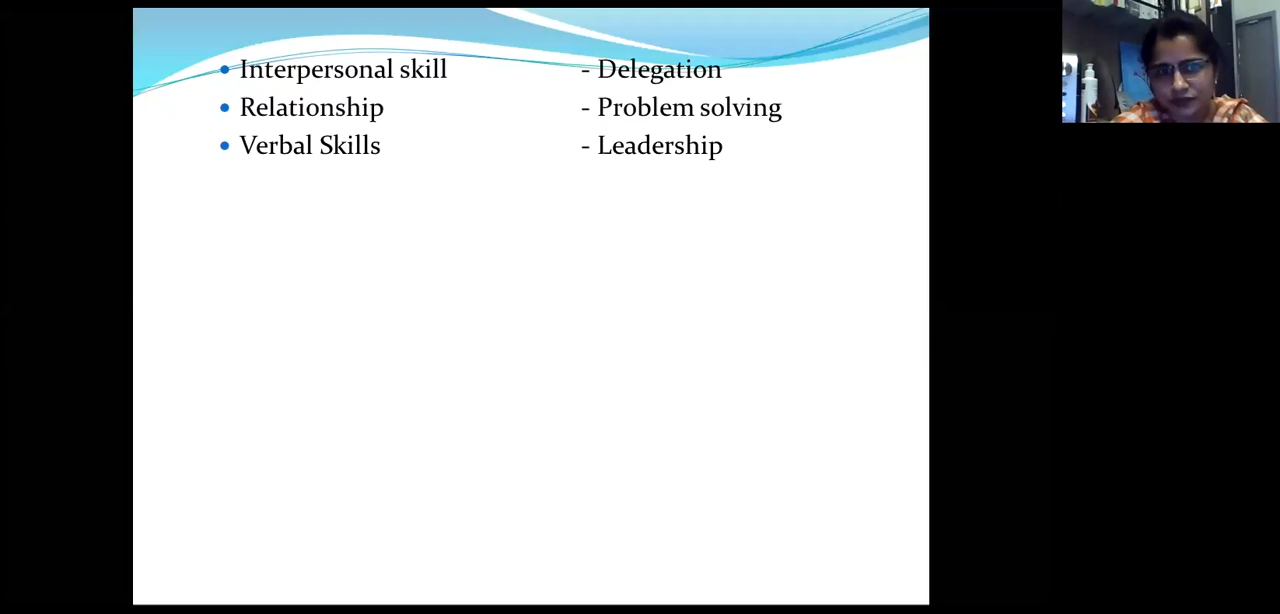 • Interpersonal skill - Delegation
• Relationship - Problem solving
• Verbal Skills - Leadership